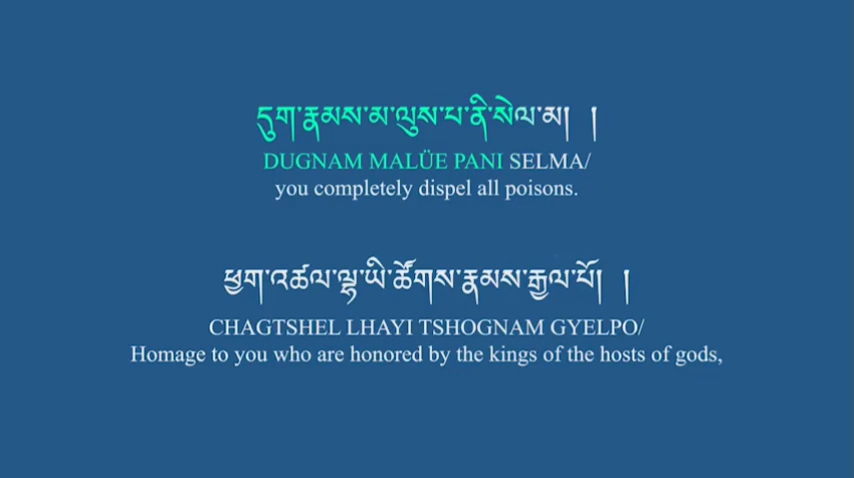 དུག་རྣམས་མ་ལུས་པ་ནི་སེལ་མ། །
DUGNAM MALÜE PANI SELMA/
you completely dispel all poisons.
ཕྱག་འཚལ་ལྷ་ཡི་ཚོགས་རྣམས་རྒྱལ་པོ། །
CHAGTSHEL LHAYI TSHOGNAM GYELPO/
Homage to you who are honored by the kings of the hosts of gods,